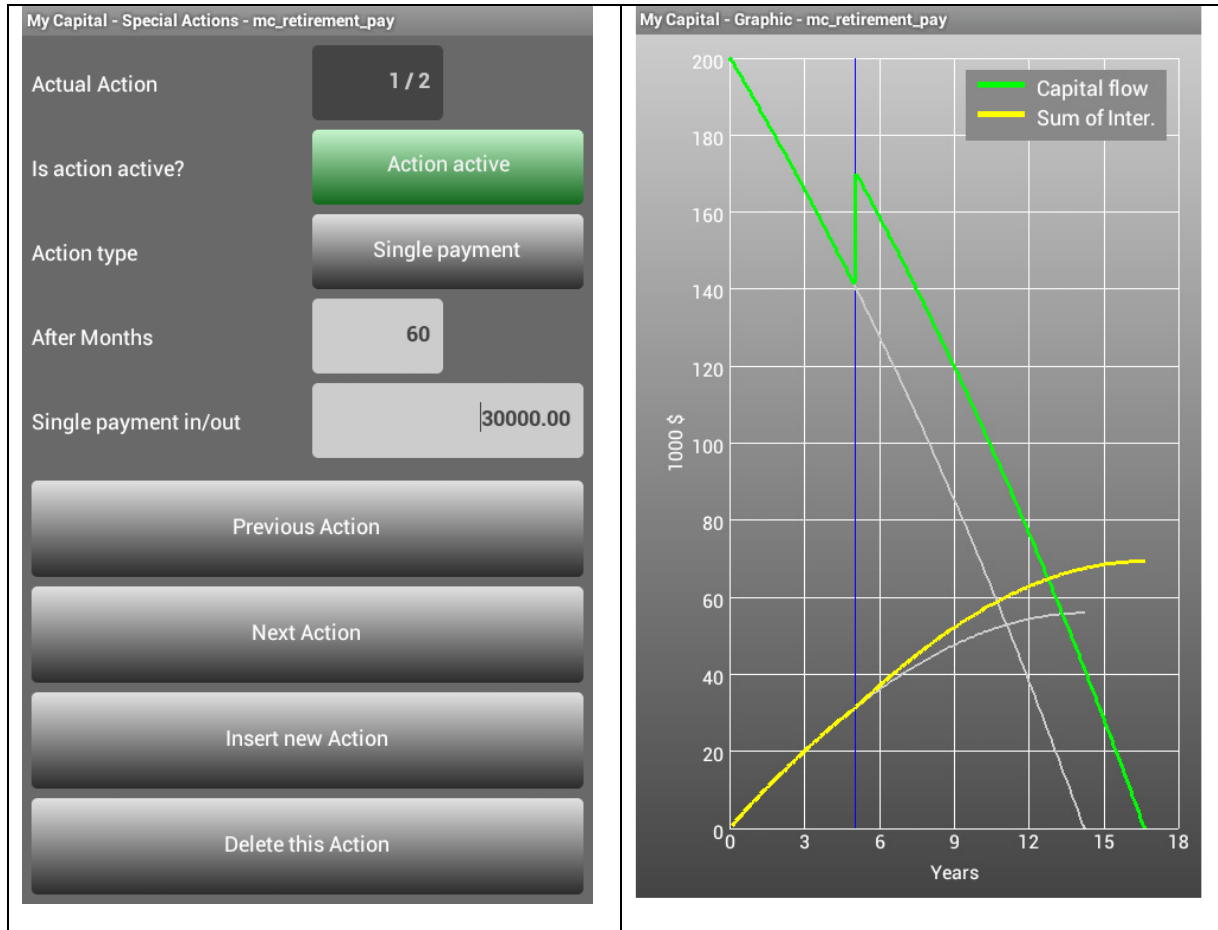 My Capital - Special Actions - mc_retirement_pay
Actual Action
1 / 2
Is action active?
Action active
Action type
Single payment
After Months
60
Single payment in/out
30000.00
Previous Action
Next Action
Insert new Action
Delete this Action
My Capital - Graphic - mc_retirement_pay
Capital flow
Sum of Inter.
200
180
160
140
120
100
80
60
40
20
0
1000 $
0 3 6 9 12 15 18
Years